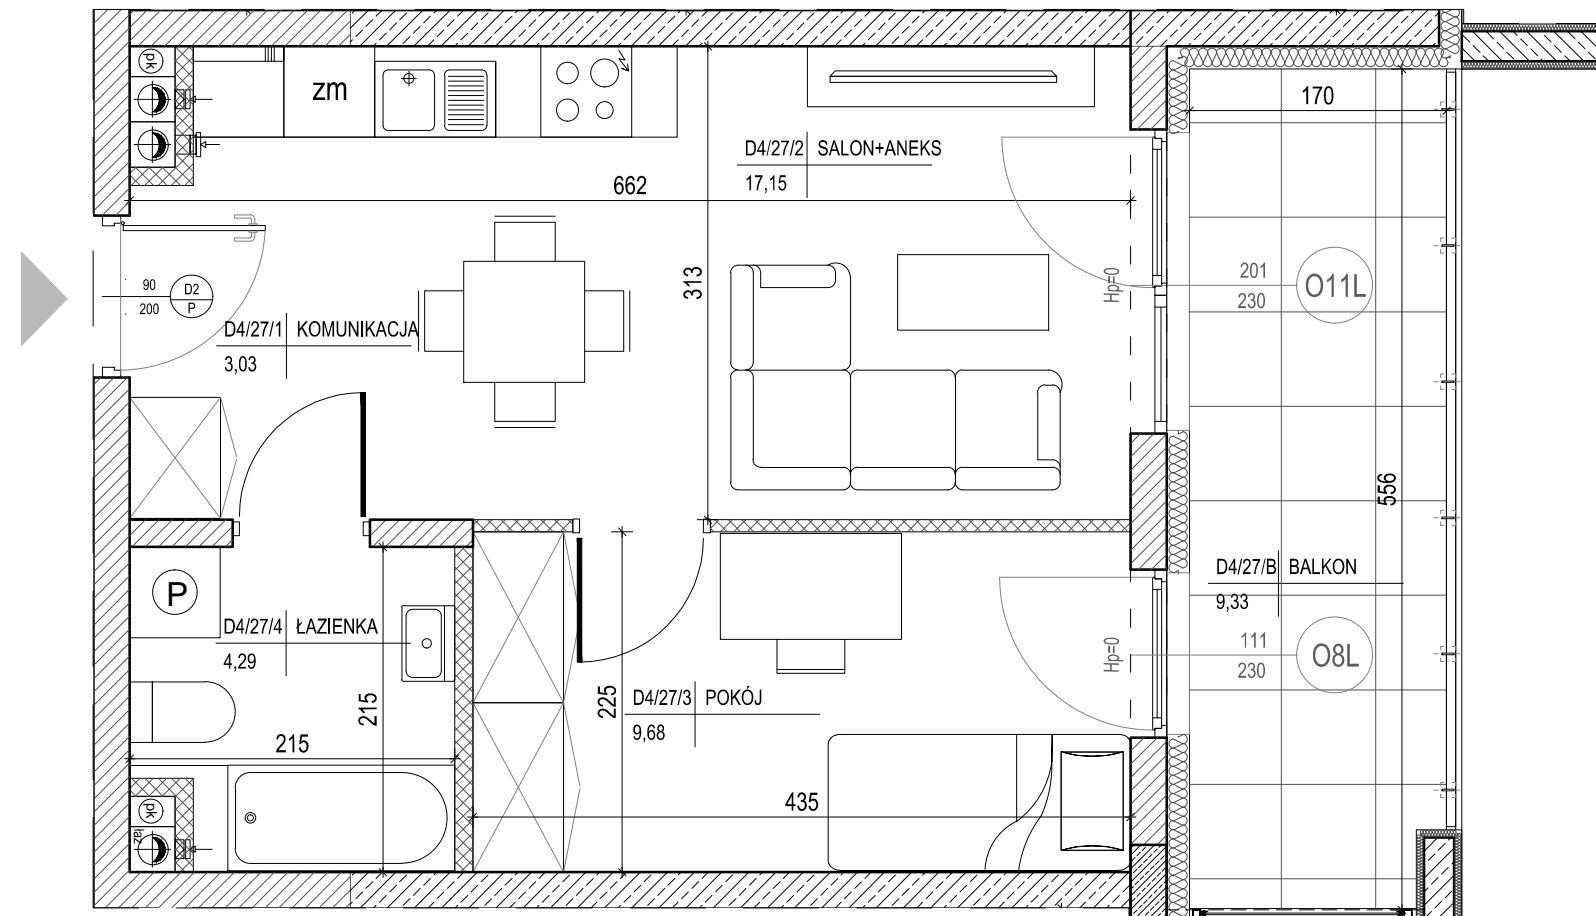 pk
zm
170
D4/27/2 SALON+ANEKS
17,15
662
313
Hp=0
201
230
O11L
90
200
D2
P
D4/27/1 KOMUNIKACJA
3,03
556
P
D4/27/4 ŁAZIENKA
4,29
215
215
225
D4/27/3 POKÓJ
9,68
Hp=0
111
230
O8L
D4/27/B BALKON
9,33
435
pk
łaz